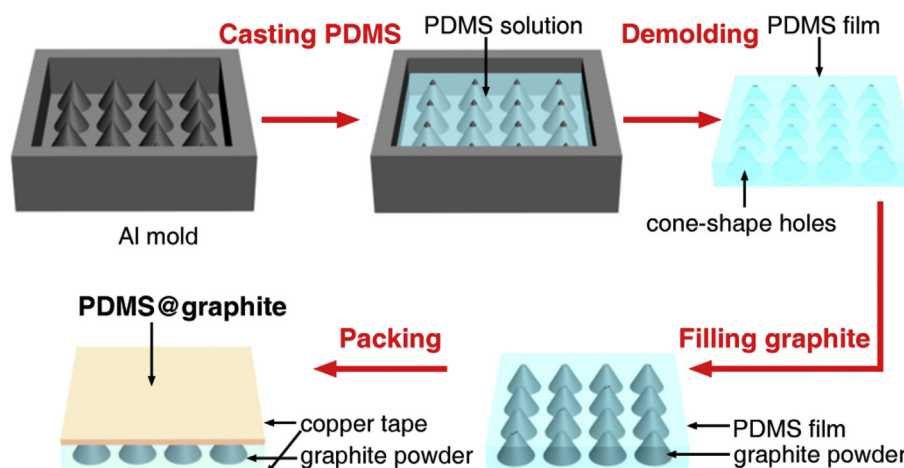 Casting PDMS
PDMS solution
Demolding
PDMS film
Al mold
cone-shape holes
PDMS@graphite
Packing
Filling graphite
copper tape
graphite powder
PDMS film
graphite powder